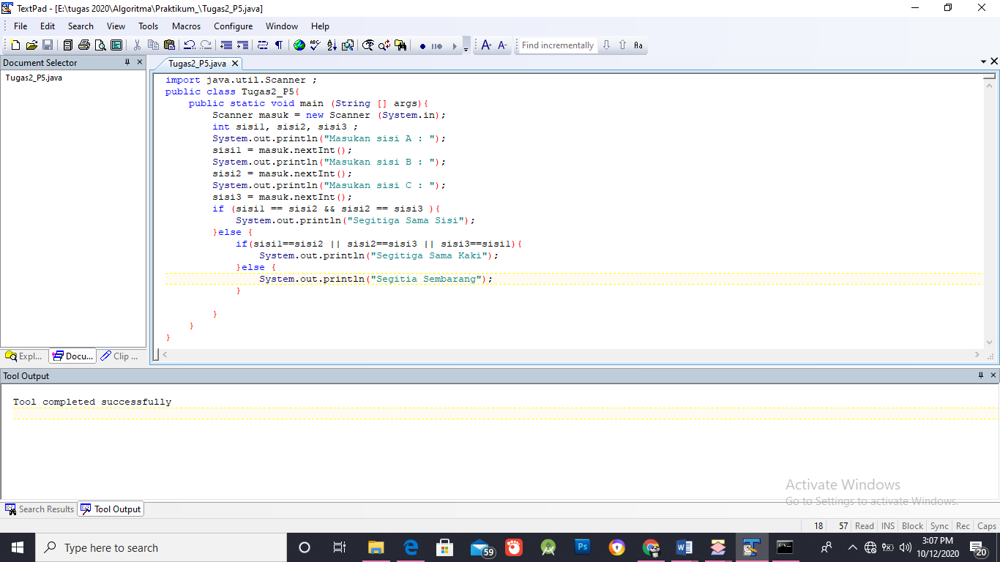 TextPad - [E:\tugas 2020\Algoritma\Praktikum_\Tugas2_P5.java]
File Edit Search View Tools Macros Configure Window Help
Find incrementally
Document Selector
Tugas2_P5.java
Tugas2_P5.java
import java.util.Scanner ;
public class Tugas2_P5{
    public static void main (String [] args){
        Scanner masuk = new Scanner (System.in);
        int sisi1, sisi2, sisi3 ;
        System.out.println("Masukan sisi A : ");
        sisi1 = masuk.nextInt();
        System.out.println("Masukan sisi B : ");
        sisi2 = masuk.nextInt();
        System.out.println("Masukan sisi C : ");
        sisi3 = masuk.nextInt();
        if (sisi1 == sisi2 && sisi2 == sisi3 ){
            System.out.println("Segitiga Sama Sisi");
        }else {
            if(sisi1==sisi2 || sisi2==sisi3 || sisi3==sisi1){
                System.out.println("Segitiga Sama Kaki");
            }else {
                System.out.println("Segitia Sembarang");
            }
        }
    }
}
Expl... Docu... Clip ...
Tool Output
Tool completed successfully
Activate Windows
Go to Settings to activate Windows.
Search Results Tool Output
18 57 Read INS Block Sync Rec Caps
Type here to search
59
Ps
3:07 PM
10/12/2020
20